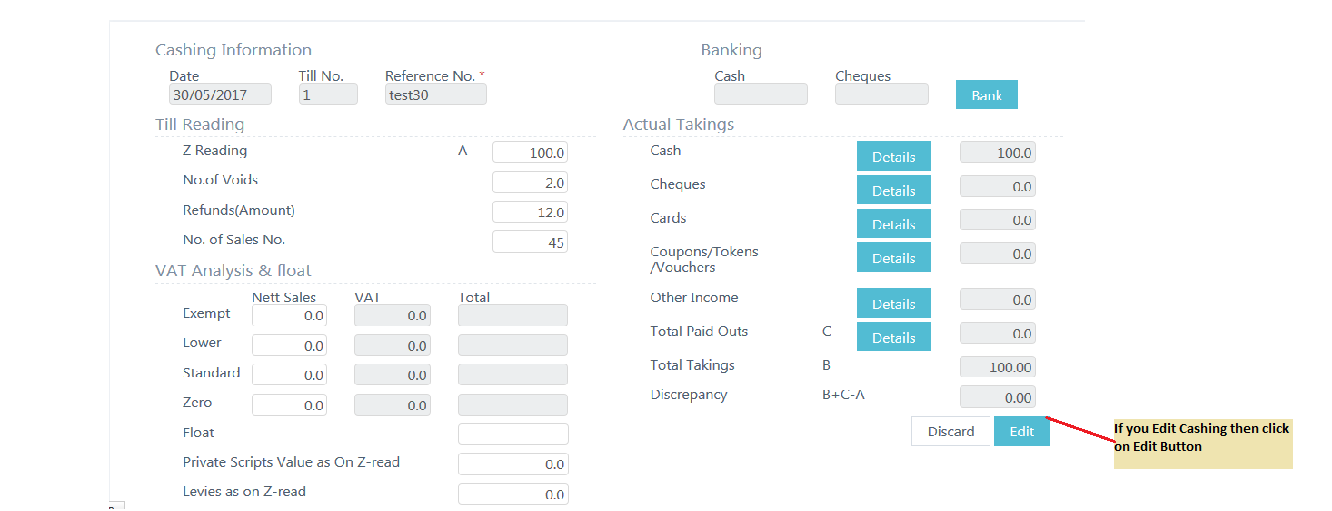 Cashing Information
Banking
Date Till No. Reference No. *
Cash Cheques
30/05/2017 1 test30
Bank
Till Reading
Actual Takings
Z Reading A 100.0
Cash Details 100.0
No.of Voids 2.0
Cheques Details 0.0
Refunds(Amount) 12.0
Cards Details 0.0
No. of Sales No. 45
Coupons/Tokens
/Vouchers Details 0.0
VAT Analysis & float
Nett Sales VAT Total
Other Income Details 0.0
Exempt 0.0 0.0
Total Paid Outs C Details 0.0
Lower 0.0 0.0
Total Takings B 100.00
Standard 0.0 0.0
Discrepancy B+C-A 0.00
Zero 0.0 0.0
Float
Discard Edit
If you Edit Cashing then click
on Edit Button
Private Scripts Value as On Z-read 0.0
Levies as on Z-read 0.0